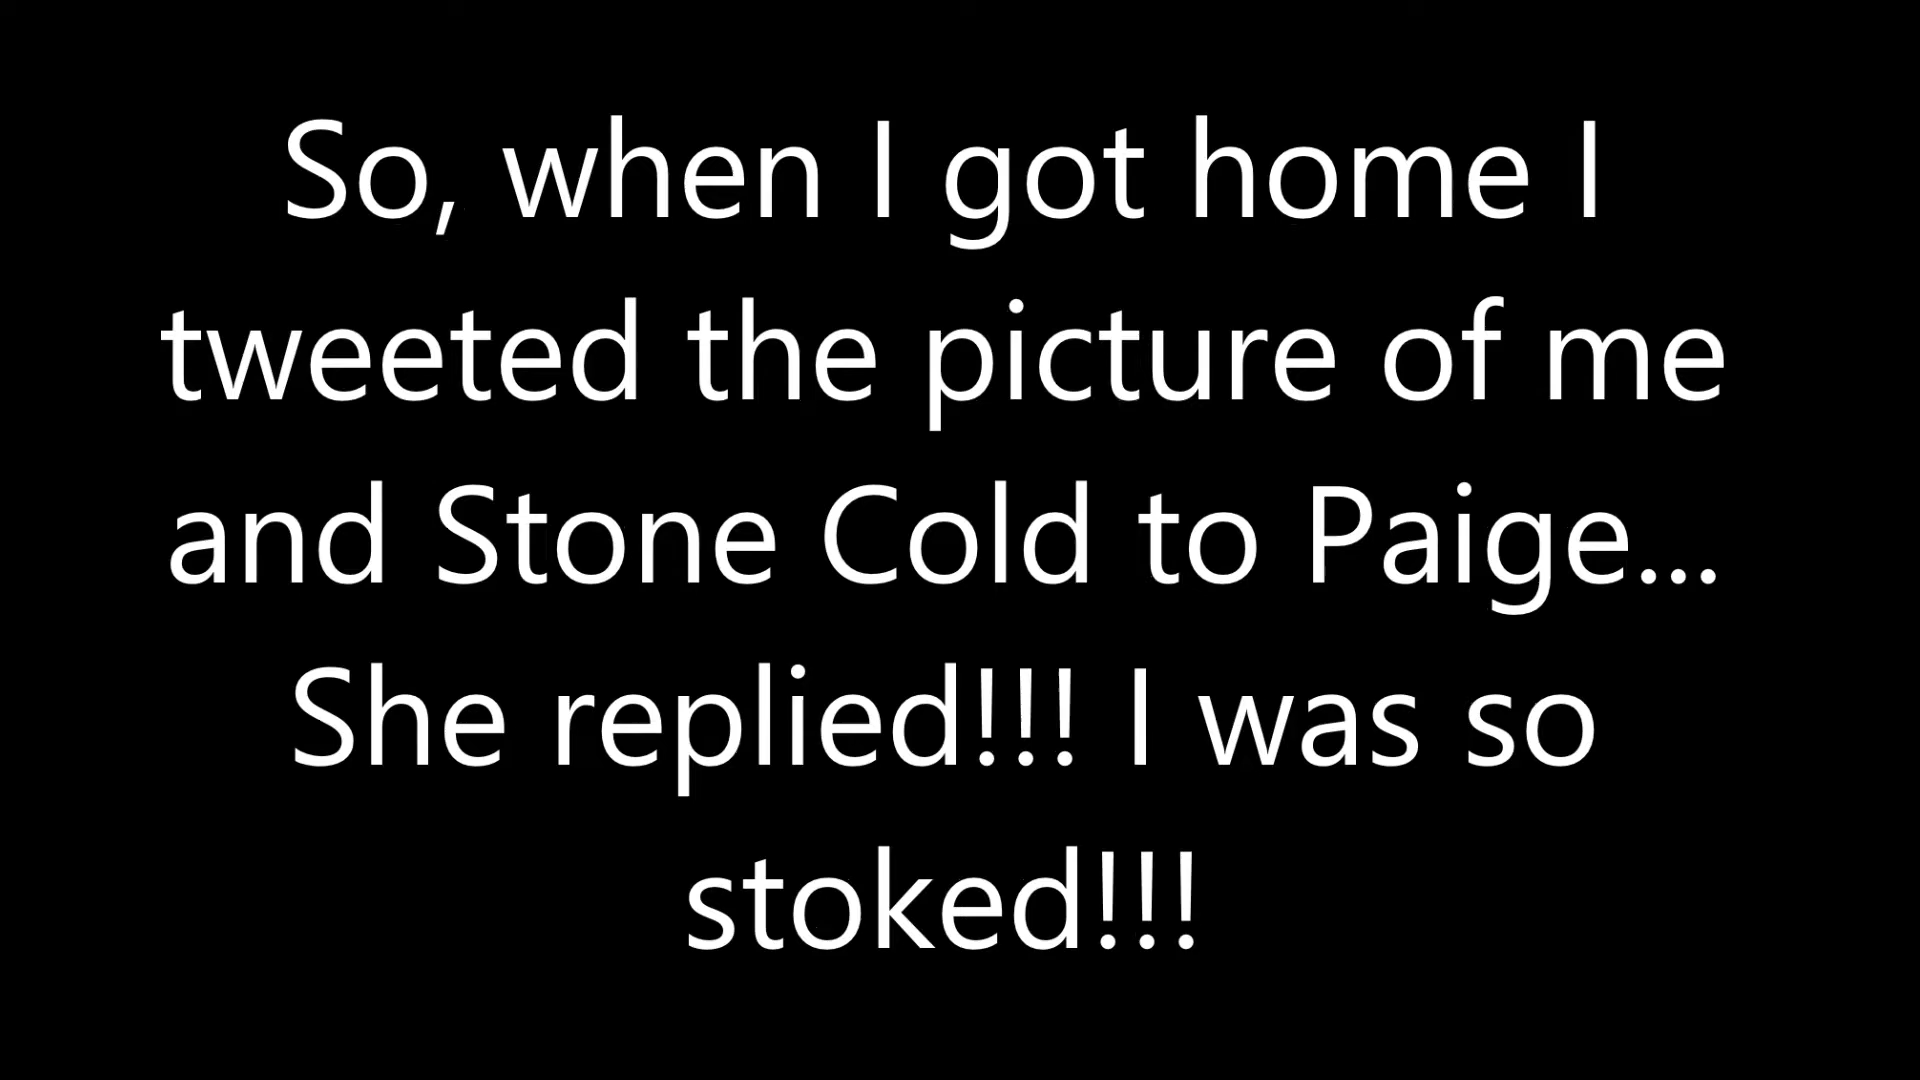 So, when I got home I
tweeted the picture of me
and Stone Cold to Paige...
She replied!!! I was so
stoked!!!